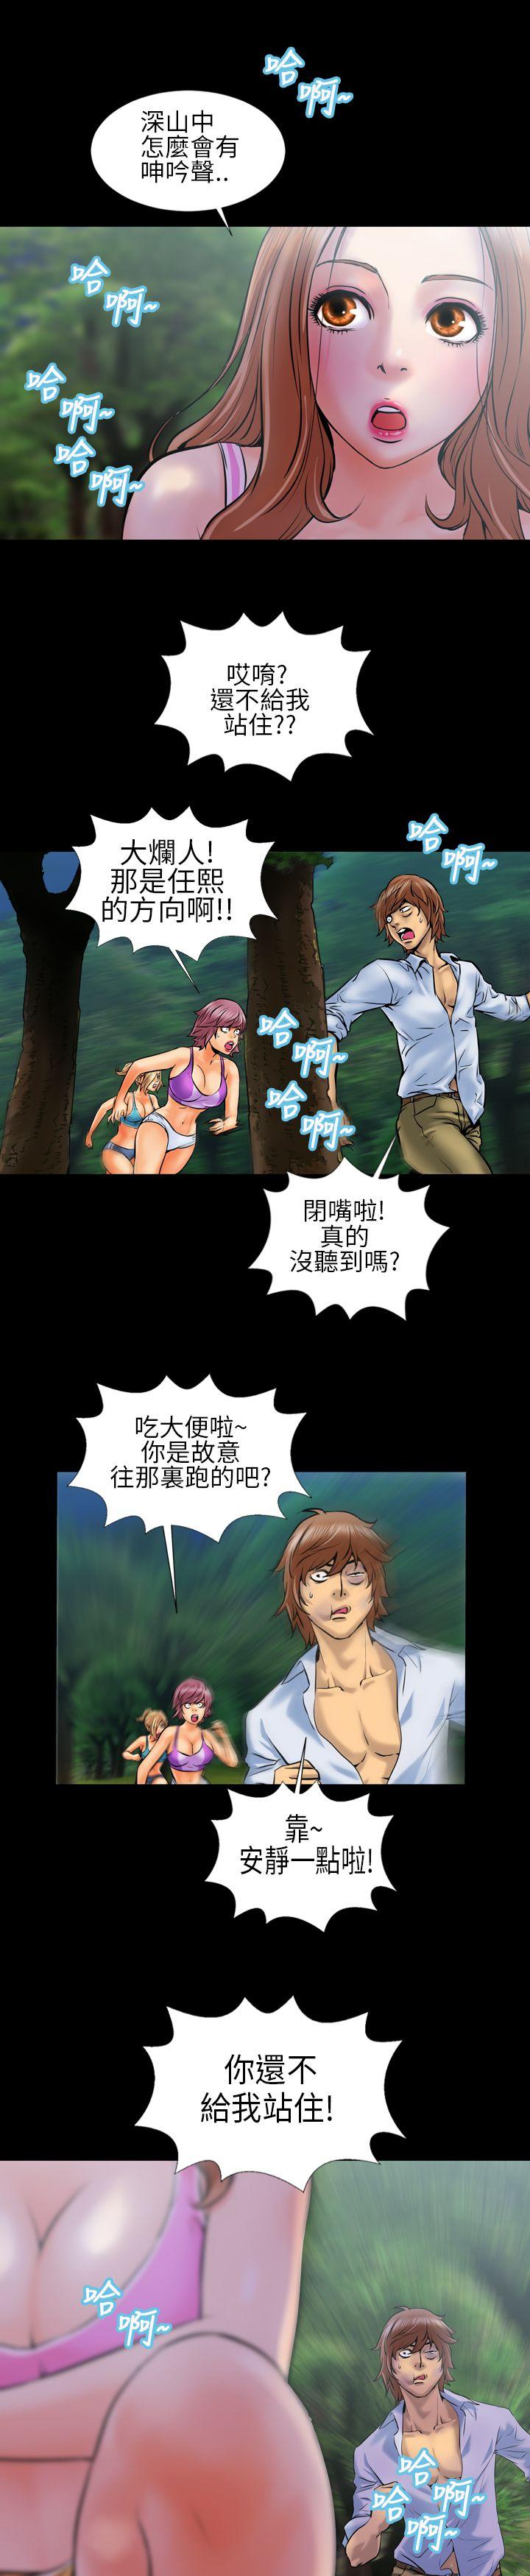 哈
啊~
深山中
怎麼會有
呻吟聲..
哈
啊~
哈
啊~
哈
啊~
哎唷?
還不給我
站住??
大爛人!
那是任熙
的方向啊!!
哈
啊~
哈
啊~
哈
啊~
閉嘴啦!
真的
沒聽到嗎?
吃大便啦~
你是故意
往那裏跑的吧?
靠~
安靜一點啦!
你還不
給我站住!
哈
啊~
哈
啊~
哈
啊~